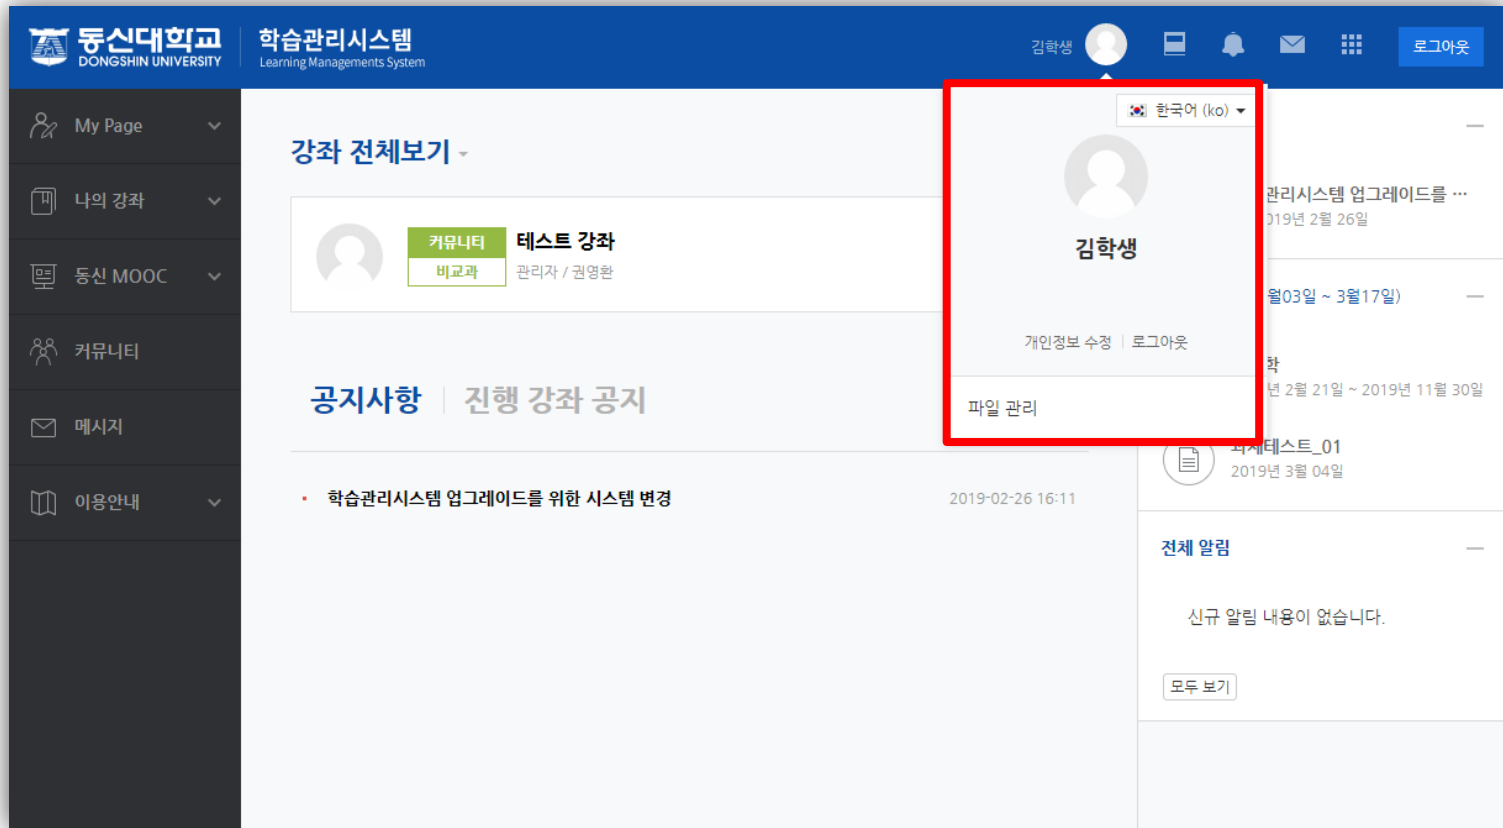 동신대학교
DONGSHIN UNIVERSITY
학습관리시스템
Learning Managements System
김학생
로그아웃
My Page
나의 강좌
동신 MOOC
커뮤니티
메시지
이용안내
강좌 전체보기
커뮤니티
비교과
테스트 강좌
관리자 / 권영환
공지사항
진행 강좌 공지
학습관리시스템 업그레이드를 위한 시스템 변경
2019-02-26 16:11
한국어 (ko)
김학생
개인정보 수정
로그아웃
파일 관리
관리시스템 업그레이드를 ···
019년 2월 26일
월03일 ~ 3월17일)
학
년 2월 21일 ~ 2019년 11월 30일
테스트_01
2019년 3월 04일
전체 알림
신규 알림 내용이 없습니다.
모두 보기